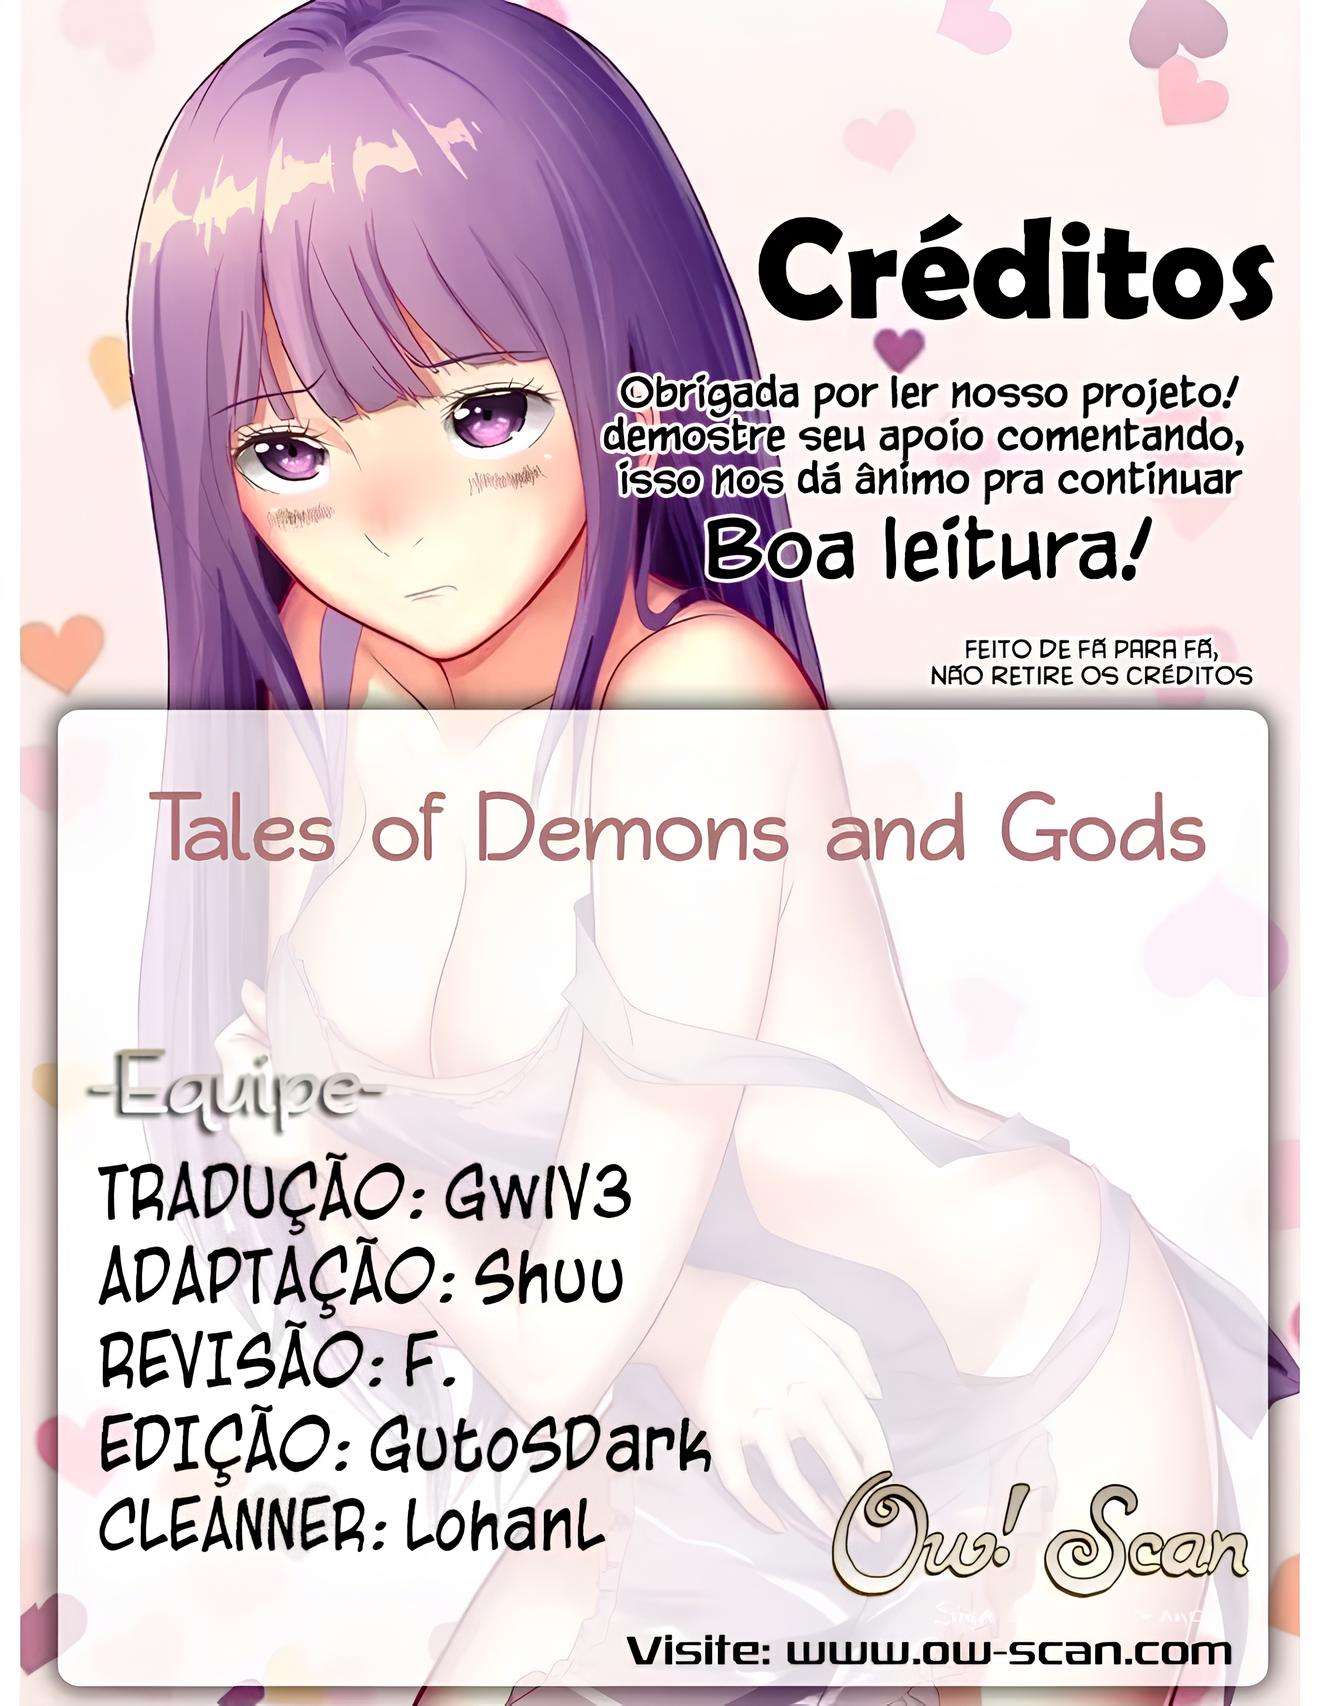 Créditos
Obrigada por ler nosso projeto!
demostre seu apoio comentando,
isso nos dá ânimo pra continuar
Boa leitura!
FEITO DE FÃ PARA FÃ,
NÃO RETIRE OS CRÉDITOS
Tales of Demons and Gods
-Equipe-
TRADUÇÃO: GwIV3
ADAPTAÇÃO: Shuu
REVISÃO: F.
EDIÇÃO: GutoSDark
CLEANNER: LohanL
Ow! Scan
Visite: www.ow-scan.com